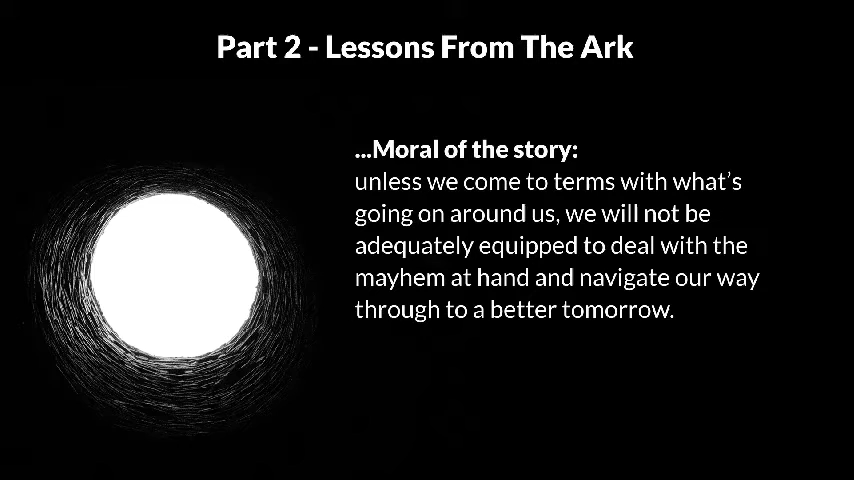 Part 2 - Lessons From The Ark
...Moral of the story:
unless we come to terms with what’s
going on around us, we will not be
adequately equipped to deal with the
mayhem at hand and navigate our way
through to a better tomorrow.